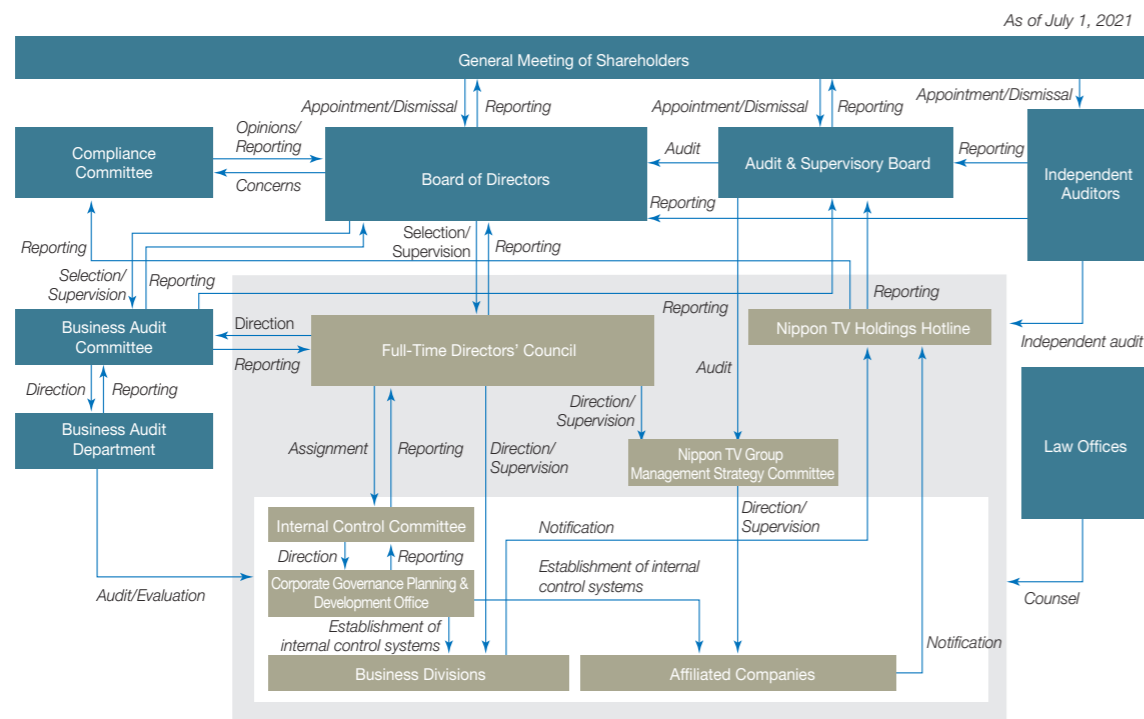 As of July 1, 2021
General Meeting of Shareholders
Appointment/Dismissal
Reporting
Appointment/Dismissal
Reporting
Appointment/Dismissal
Compliance
Committee
Opinions/
Reporting
Concerns
Board of Directors
Audit
Audit & Supervisory Board
Reporting
Independent
Auditors
Reporting
Reporting
Selection/
Supervision
Reporting
Selection/
Supervision
Reporting
Reporting
Reporting
Business Audit
Committee
Direction
Reporting
Full-Time Directors’ Council
Nippon TV Holdings Hotline
Independent audit
Audit
Direction
Reporting
Business Audit
Department
Assignment
Reporting
Direction/
Supervision
Direction/
Supervision
Nippon TV Group
Management Strategy Committee
Law Offices
Internal Control Committee
Notification
Direction/
Supervision
Direction
Reporting
Corporate Governance Planning &
Development Office
Establishment of internal
control systems
Audit/Evaluation
Counsel
Establishment of
internal control systems
Notification
Business Divisions
Affiliated Companies